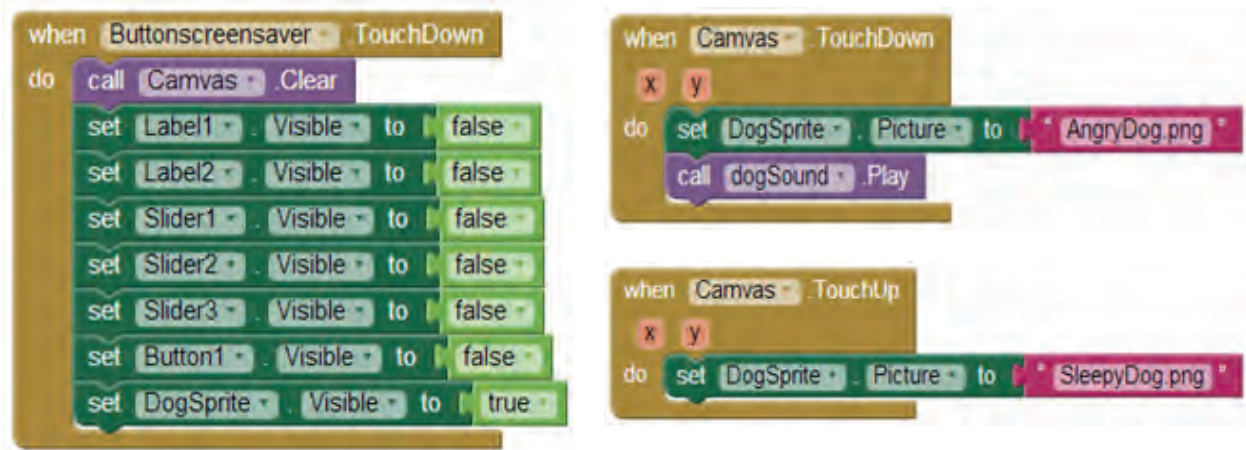 when Buttonscreensaver .TouchDown
do call Camvas .Clear
set Label1 . Visible to false
set Label2 . Visible to false
set Slider1 . Visible to false
set Slider2 . Visible to false
set Slider3 . Visible to false
set Button1 . Visible to false
set DogSprite . Visible to true
when Camvas .TouchDown
x y
do set DogSprite . Picture to " AngryDog.png "
call dogSound .Play
when Camvas .TouchUp
x y
do set DogSprite . Picture to " SleepyDog.png "